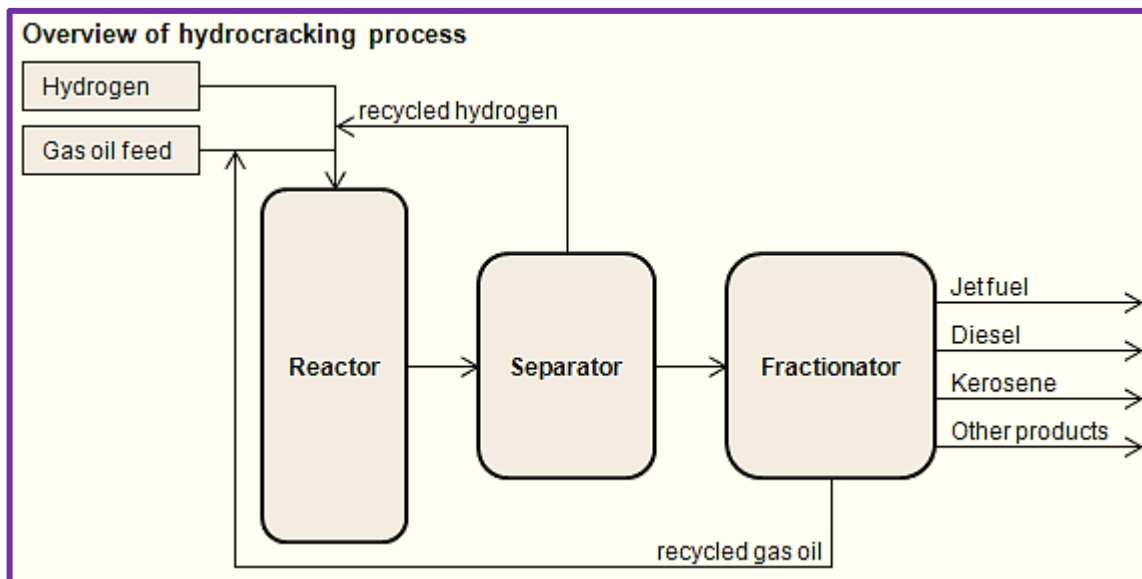 Overview of hydrocracking process
Hydrogen
recycled hydrogen
Gas oil feed
Jet fuel
Diesel
Reactor
Separator
Fractionator
Kerosene
Other products
recycled gas oil